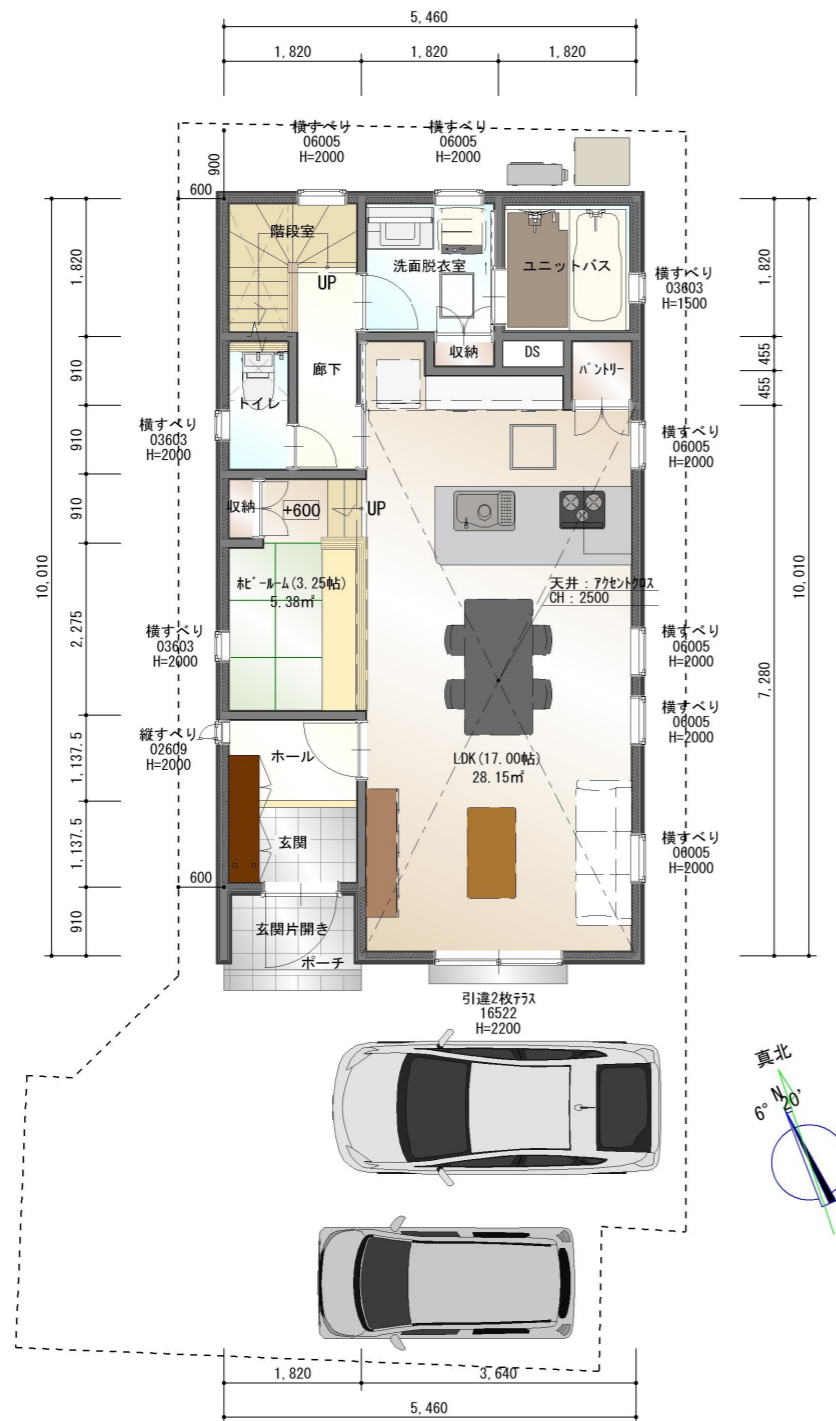 5,460
1,820
1,820
1,820
横すべり
06005
H=2000
横すべり
06005
H=2000
900
600
階段室
UP
洗面脱衣室
ユニットバス
横すべり
03603
H=1500
1,820
1,820
910
455
455
廊下
収納
DS
パントリー
トイレ
横すべり
03603
H=2000
横すべり
06005
H=2000
910
910
収納
+600
UP
10,010
10,010
ホビールーム(3.25帖)
5.38㎡
天井:アクセントクロス
CH:2500
2,275
7,280
横すべり
03603
H=2000
横すべり
06005
H=2000
横すべり
06005
H=2000
縦すべり
02609
H=2000
ホール
LDK(17.00帖)
28.15㎡
1,137.5
1,137.5
玄関
横すべり
06005
H=2000
600
910
玄関片開き
ポーチ
引違2枚テラス
16522
H=2200
真北
N
6° 20'
1,820
3,640
5,460